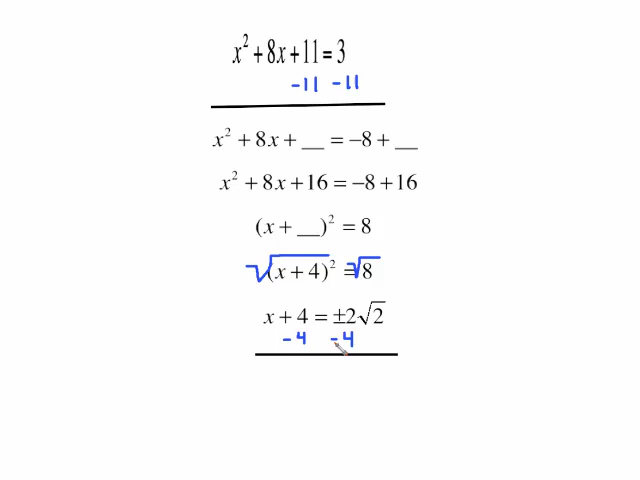 x² + 8x + 11 = 3
-11 -11
x² + 8x + __ = –8 + __
x² + 8x + 16 = –8 + 16
(x + __)² = 8
√(x + 4)² = √8
x + 4 = ±2√2
-4 -4